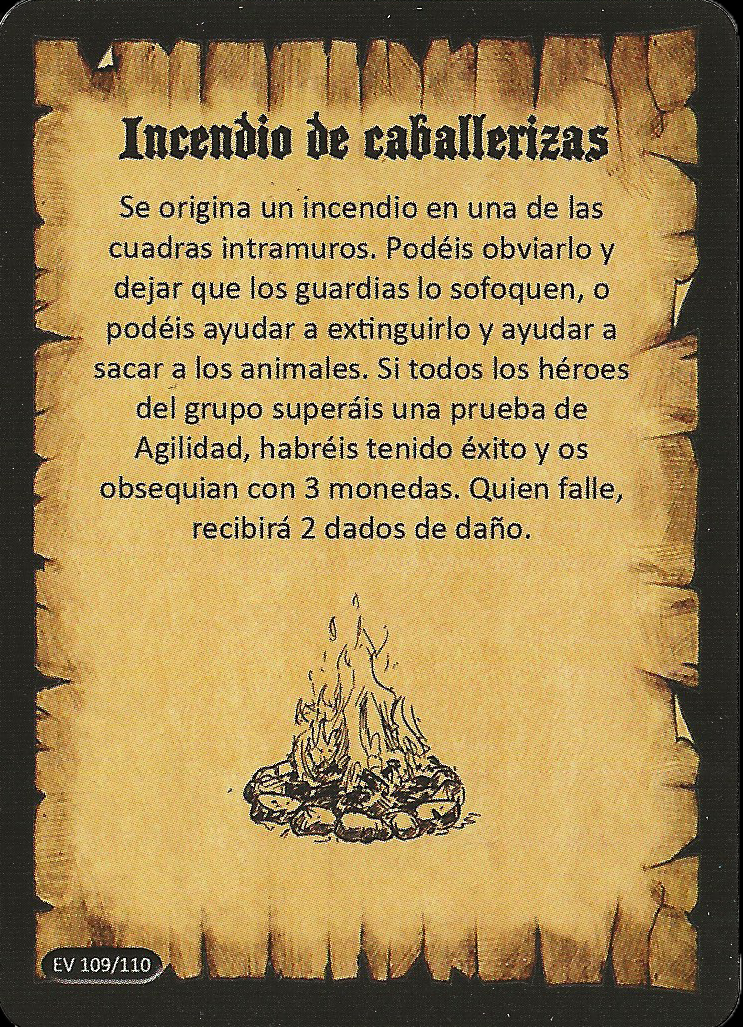 Incendio de caballerizas
Se origina un incendio en una de las
cuadras intramuros. Podéis obviarlo y
dejar que los guardias lo sofoquen, o
podéis ayudar a extinguirlo y ayudar a
sacar a los animales. Si todos los héroes
del grupo superáis una prueba de
Agilidad, habréis tenido éxito y os
obsequian con 3 monedas. Quien falle,
recibirá 2 dados de daño.
EV 109/110